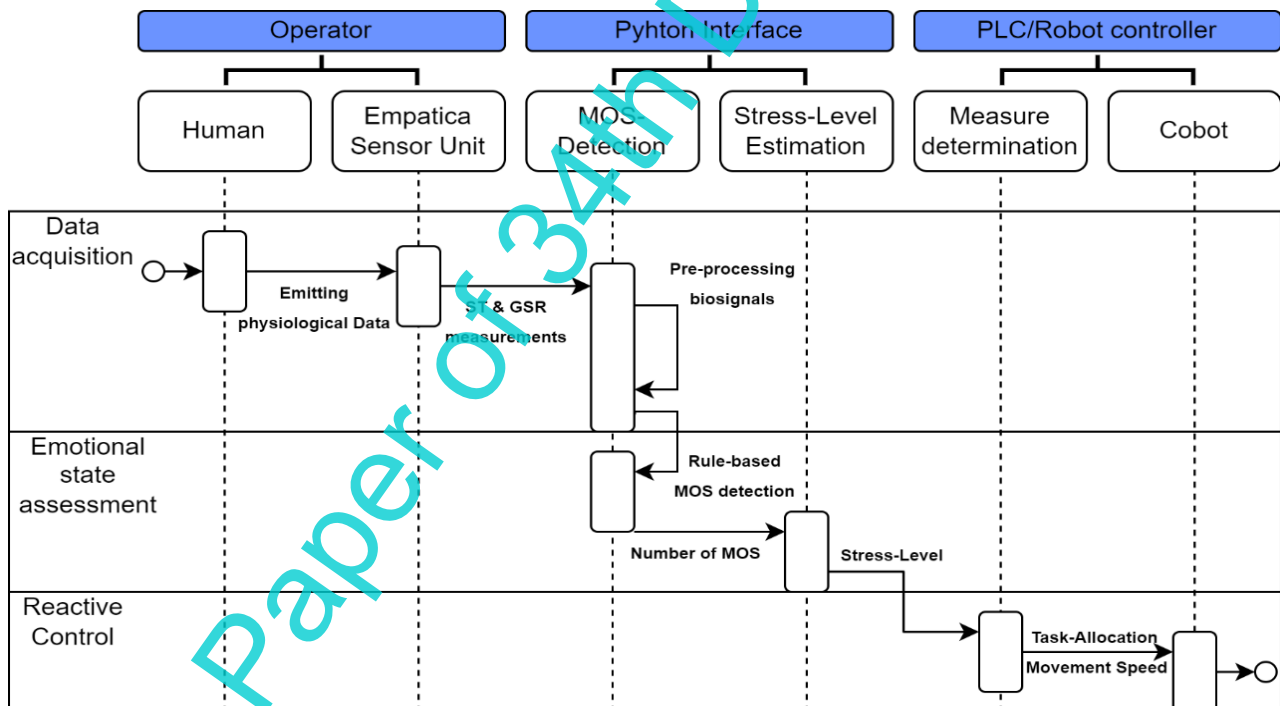 Operator
Pyhton Interface
PLC/Robot controller
Human
Empatica
Sensor Unit
MOS-
Detection
Stress-Level
Estimation
Measure
determination
Cobot
Data
acquisition
Emitting
physiological Data
ST & GSR
measurements
Pre-processing
biosignals
Emotional
state
assessment
Rule-based
MOS detection
Number of MOS
Stress-Level
Reactive
Control
Task-Allocation
Movement Speed
Paper of 34th D